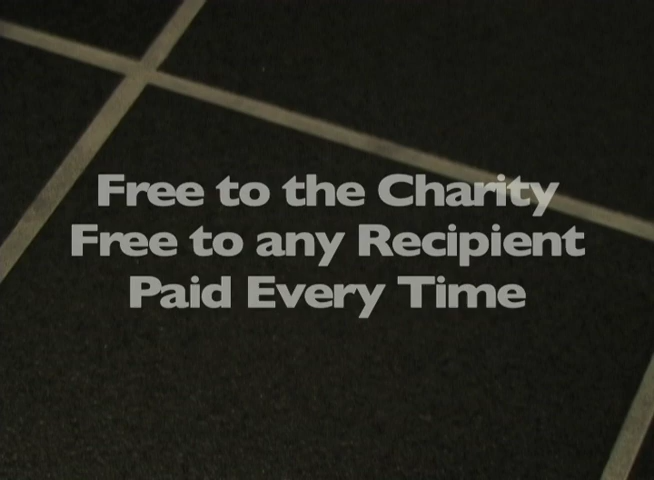 Free to the Charity
Free to any Recipient
Paid Every Time